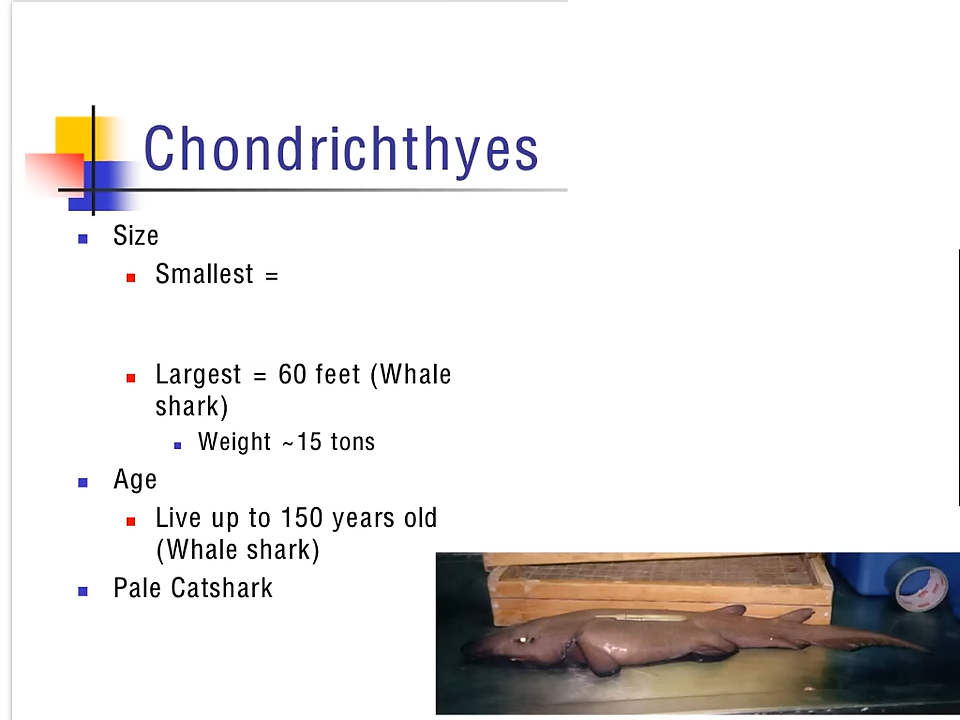 Chondrichthyes
Size
Smallest =
Largest = 60 feet (Whale
shark)
Weight ~15 tons
Age
Live up to 150 years old
(Whale shark)
Pale Catshark